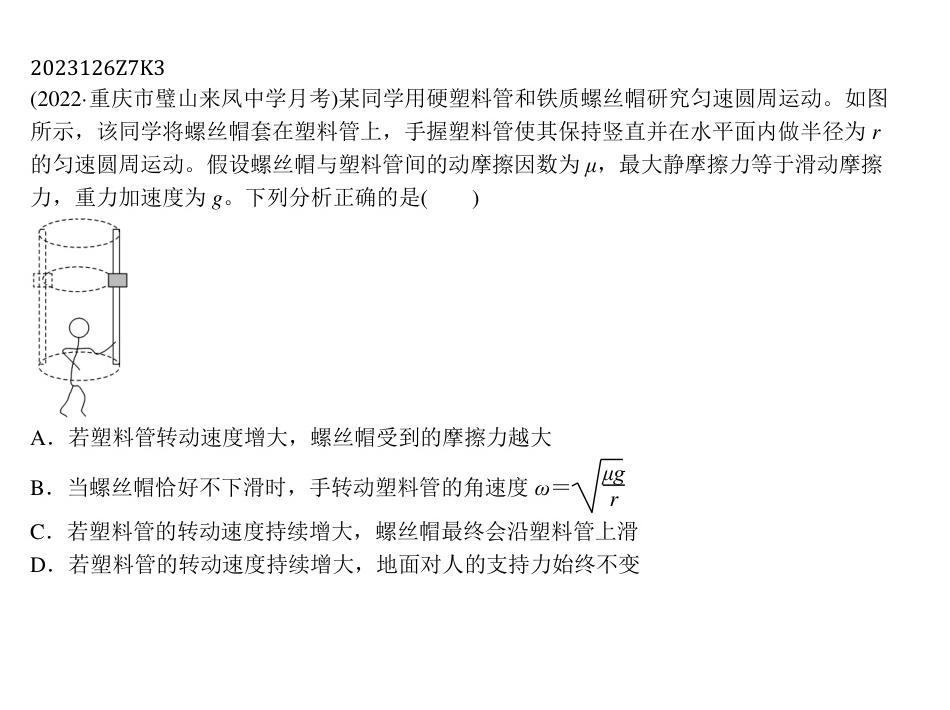 2023126Z7K3
(2022·重庆市璧山来凤中学月考)某同学用硬塑料管和铁质螺丝帽研究匀速圆周运动。如图
所示，该同学将螺丝帽套在塑料管上，手握塑料管使其保持竖直并在水平面内做半径为 r
的匀速圆周运动。假设螺丝帽与塑料管间的动摩擦因数为 μ，最大静摩擦力等于滑动摩擦
力，重力加速度为 g。下列分析正确的是(　　)
A．若塑料管转动速度增大，螺丝帽受到的摩擦力越大
B．当螺丝帽恰好不下滑时，手转动塑料管的角速度 ω＝√(μg/r)
C．若塑料管的转动速度持续增大，螺丝帽最终会沿塑料管上滑
D．若塑料管的转动速度持续增大，地面对人的支持力始终不变